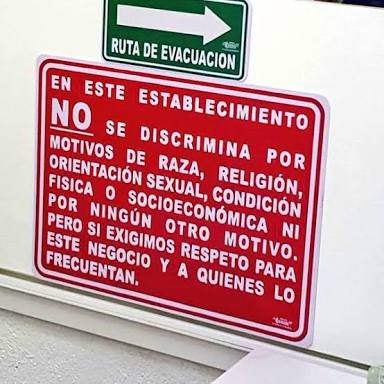 RUTA DE EVACUACIÓN
EN ESTE ESTABLECIMIENTO
NO SE DISCRIMINA POR
MOTIVOS DE RAZA, RELIGIÓN,
ORIENTACIÓN SEXUAL, CONDICIÓN
FISICA O SOCIOECONÓMICA NI
POR NINGÚN OTRO MOTIVO.
PERO SI EXIGIMOS RESPETO PARA
ESTE NEGOCIO Y A QUIENES LO
FRECUENTAN.